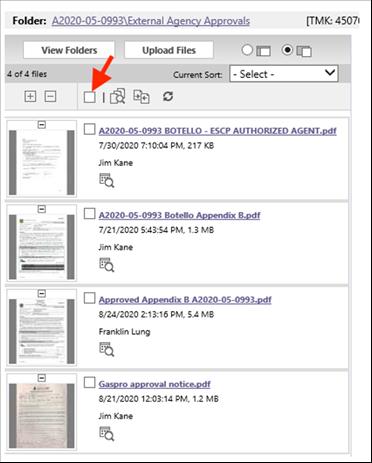 Folder: A2020-05-0993\External Agency Approvals [TMK: 4507
View Folders Upload Files
4 of 4 files Current Sort: - Select -
A2020-05-0993 BOTELLO - ESCP AUTHORIZED AGENT.pdf
7/30/2020 7:10:04 PM, 217 KB
Jim Kane
A2020-05-0993 Botello Appendix B.pdf
7/21/2020 5:43:54 PM, 1.3 MB
Jim Kane
Approved Appendix B A2020-05-0993.pdf
8/24/2020 2:13:16 PM, 5.4 MB
Franklin Lung
Gaspro approval notice.pdf
8/21/2020 12:03:14 PM, 1.2 MB
Jim Kane